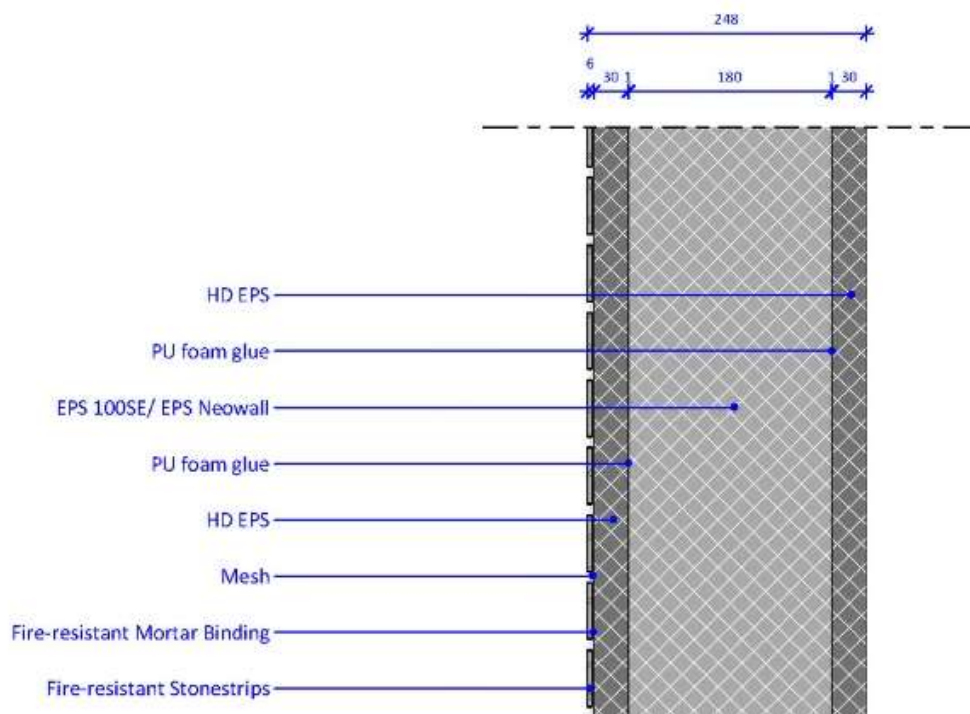 248
6
30 1 180 1 30
HD EPS
PU foam glue
EPS 100SE/ EPS Neowall
PU foam glue
HD EPS
Mesh
Fire-resistant Mortar Binding
Fire-resistant Stonestrips